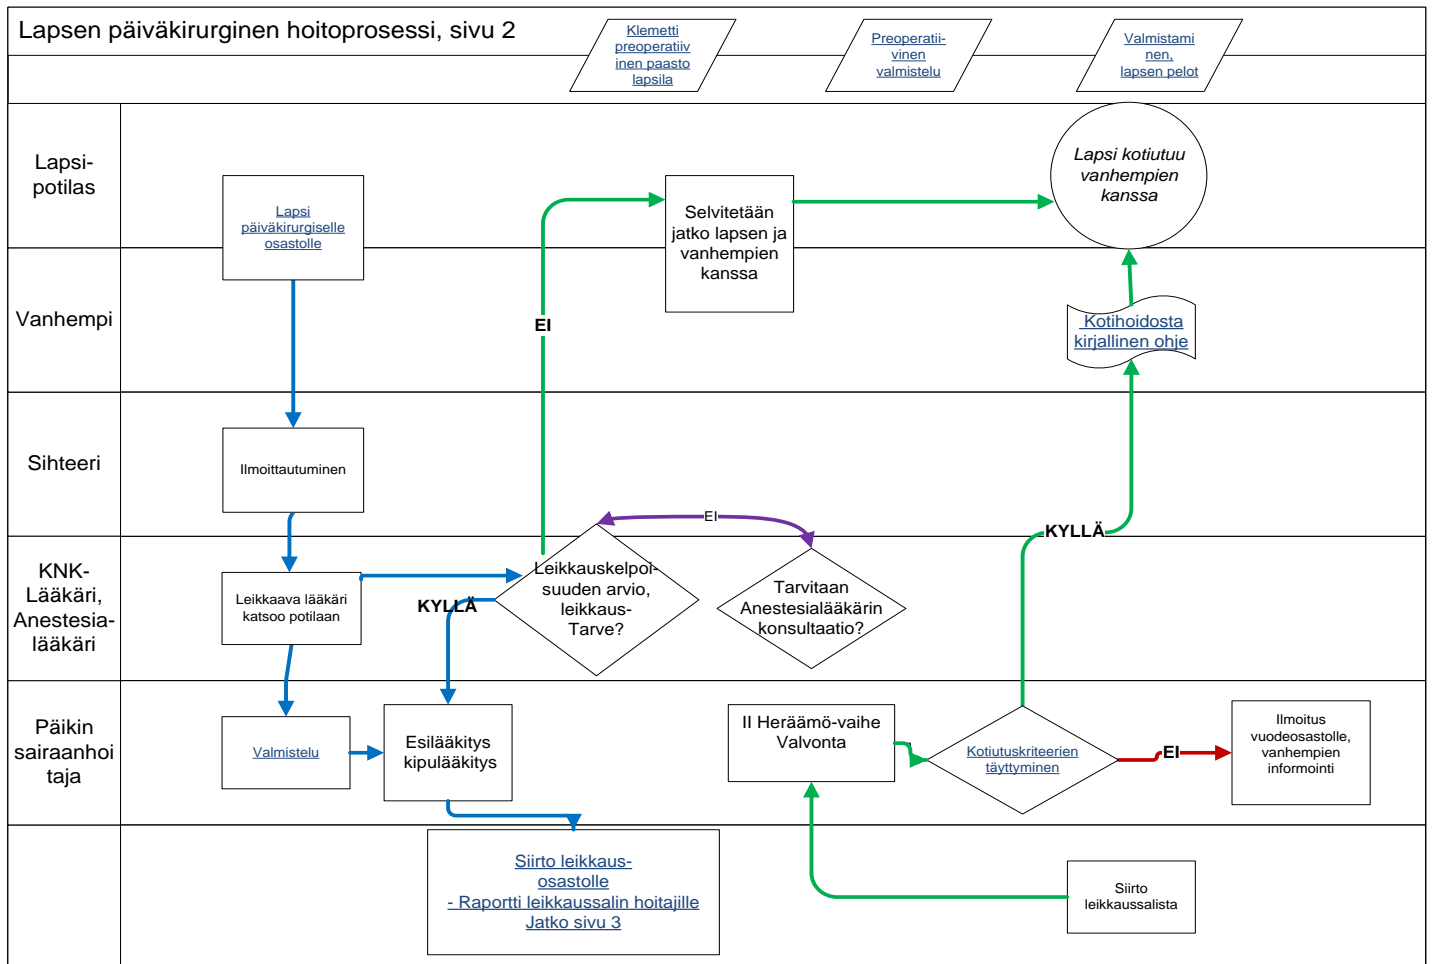 Lapsen päiväkirurginen hoitoprosessi, sivu 2
Klemetti
preoperatiiv
inen paasto
lapsila
Preoperatii-
vinen
valmistelu
Valmistami
nen,
lapsen pelot
Lapsi-
potilas
Lapsi
päiväkirurgiselle
osastolle
Selvitetään
jatko lapsen ja
vanhempien
kanssa
Lapsi kotiutuu
vanhempien
kanssa
Vanhempi
EI
Kotihoidosta
kirjallinen ohje
Sihteeri
Ilmoittautuminen
EI
KYLLÄ
KNK-
Lääkäri,
Anestesia-
lääkäri
Leikkaava lääkäri
katsoo potilaan
KYLLÄ
Leikkauskelpoi-
suuden arvio,
leikkaus-
Tarve?
Tarvitaan
Anestesialääkärin
konsultaatio?
Päikin
sairaanhoi
taja
Valmistelu
Esilääkitys
kipulääkitys
II Heräämö-vaihe
Valvonta
Kotiutuskriteerien
täyttyminen
EI
Ilmoitus
vuodeosastolle,
vanhempien
informointi
Siirto leikkaus-
osastolle
- Raportti leikkaussalin hoitajille
Jatko sivu 3
Siirto
leikkaussalista